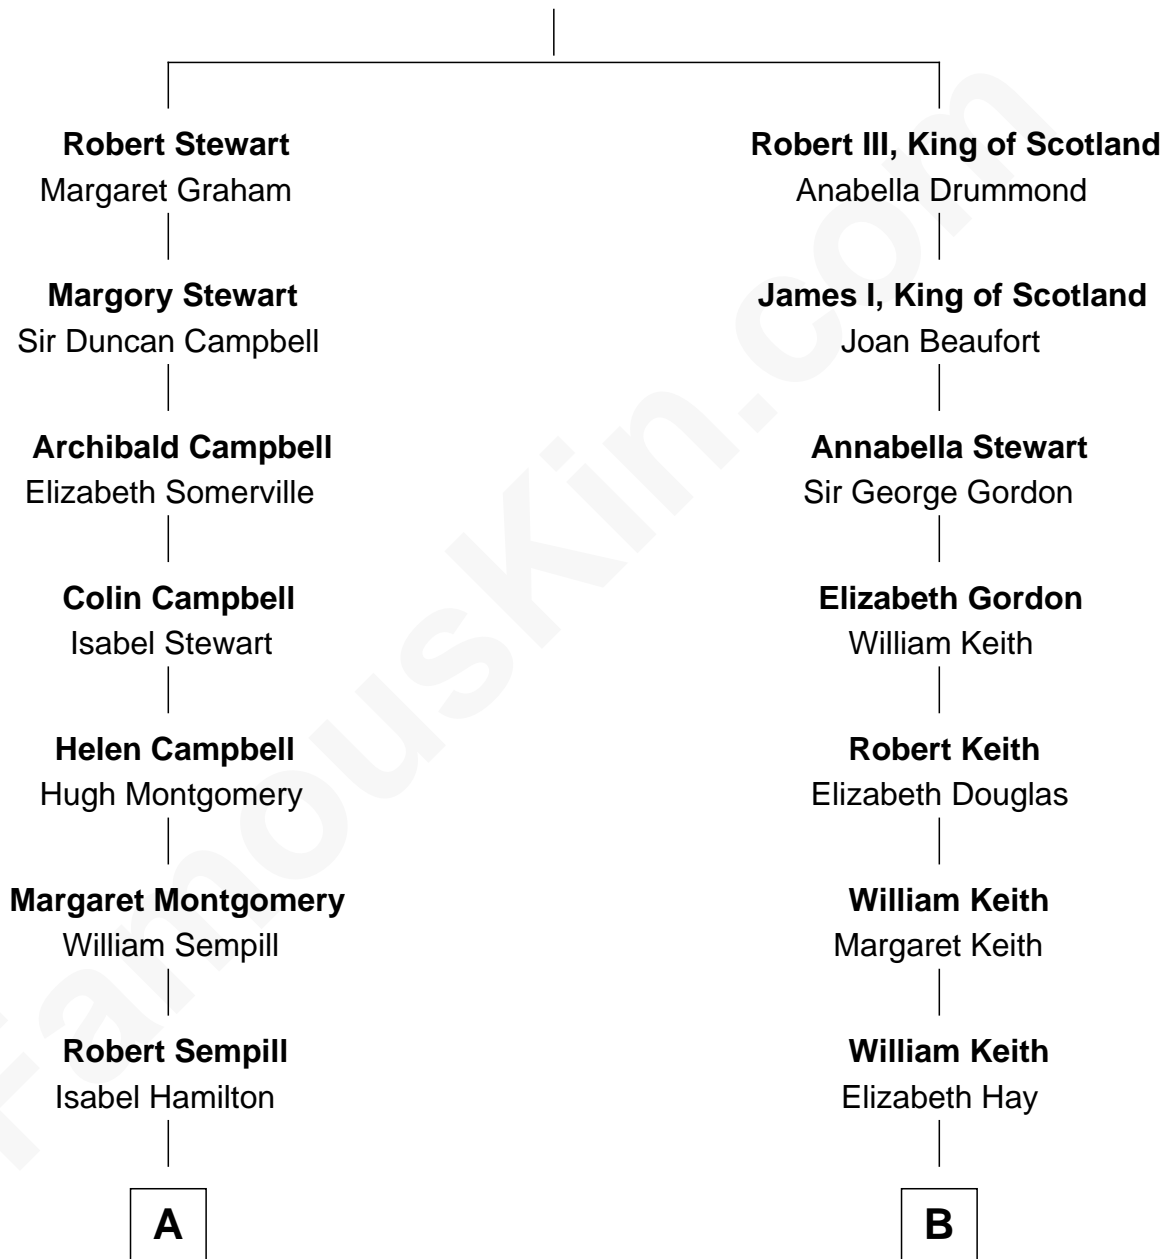 Robert Stewart
Margaret Graham
Margory Stewart
Sir Duncan Campbell
Archibald Campbell
Elizabeth Somerville
Colin Campbell
Isabel Stewart
Helen Campbell
Hugh Montgomery
Margaret Montgomery
William Sempill
Robert Sempill
Isabel Hamilton
A
Robert III, King of Scotland
Anabella Drummond
James I, King of Scotland
Joan Beaufort
Annabella Stewart
Sir George Gordon
Elizabeth Gordon
William Keith
Robert Keith
Elizabeth Douglas
William Keith
Margaret Keith
William Keith
Elizabeth Hay
B
FamousKin.com